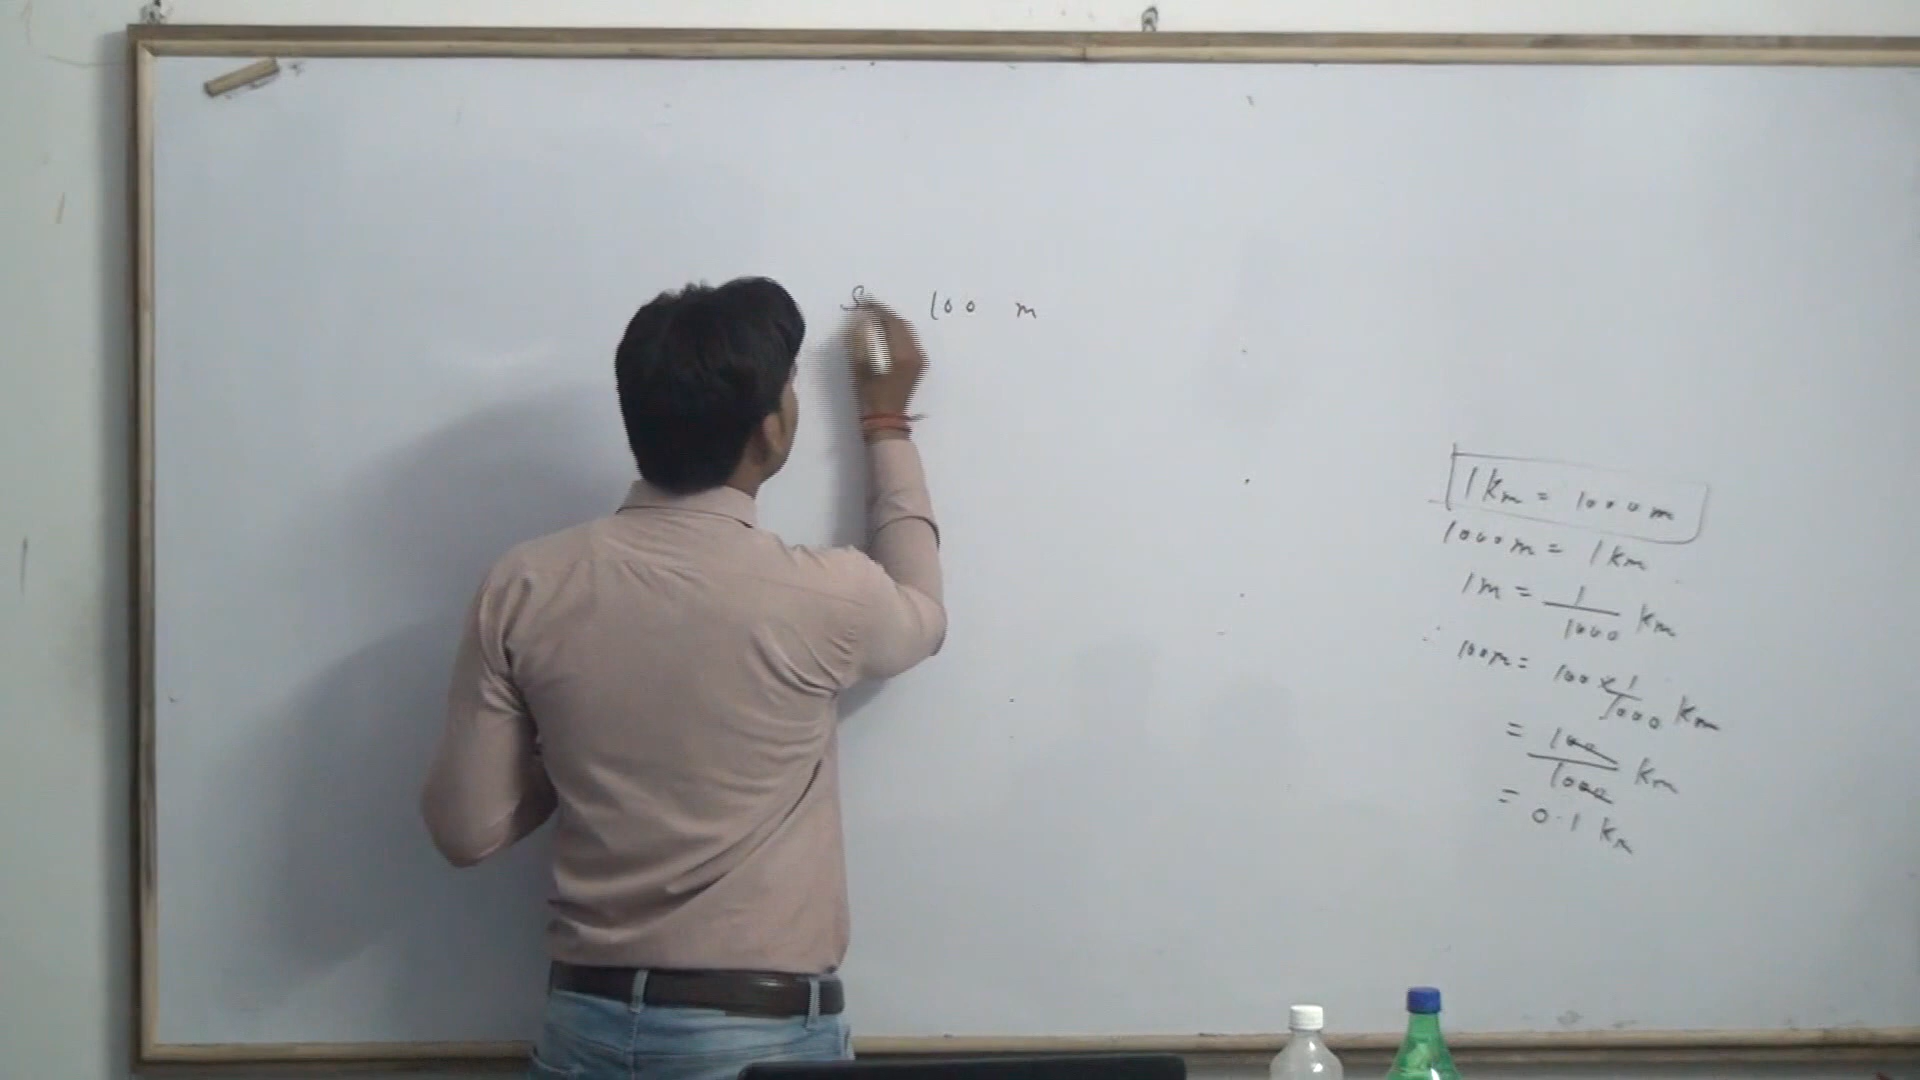 S 100 m
1 km = 1000 m
1000 m = 1 km
1 m = 1/1000 km
∴ 100 m = 100 × 1/1000 km
= 100/1000 km
= 0.1 km